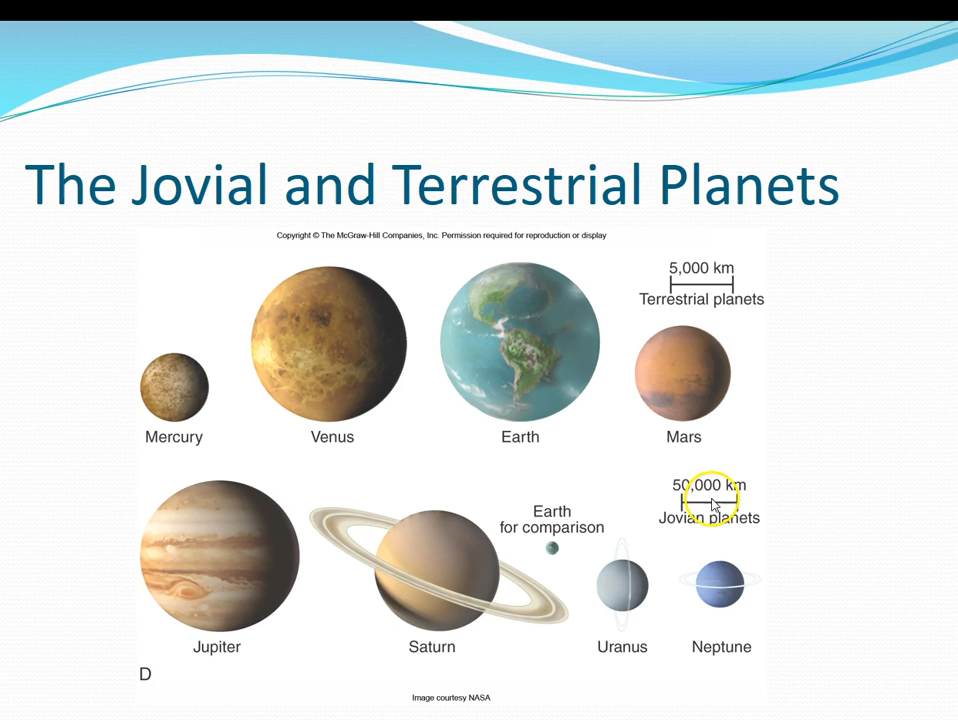 The Jovial and Terrestrial Planets
Copyright © The McGraw-Hill Companies, Inc. Permission required for reproduction or display
5,000 km
Terrestrial planets
Mercury
Venus
Earth
Mars
50,000 km
Jovian planets
Earth
for comparison
Jupiter
Saturn
Uranus
Neptune
D
Image courtesy NASA